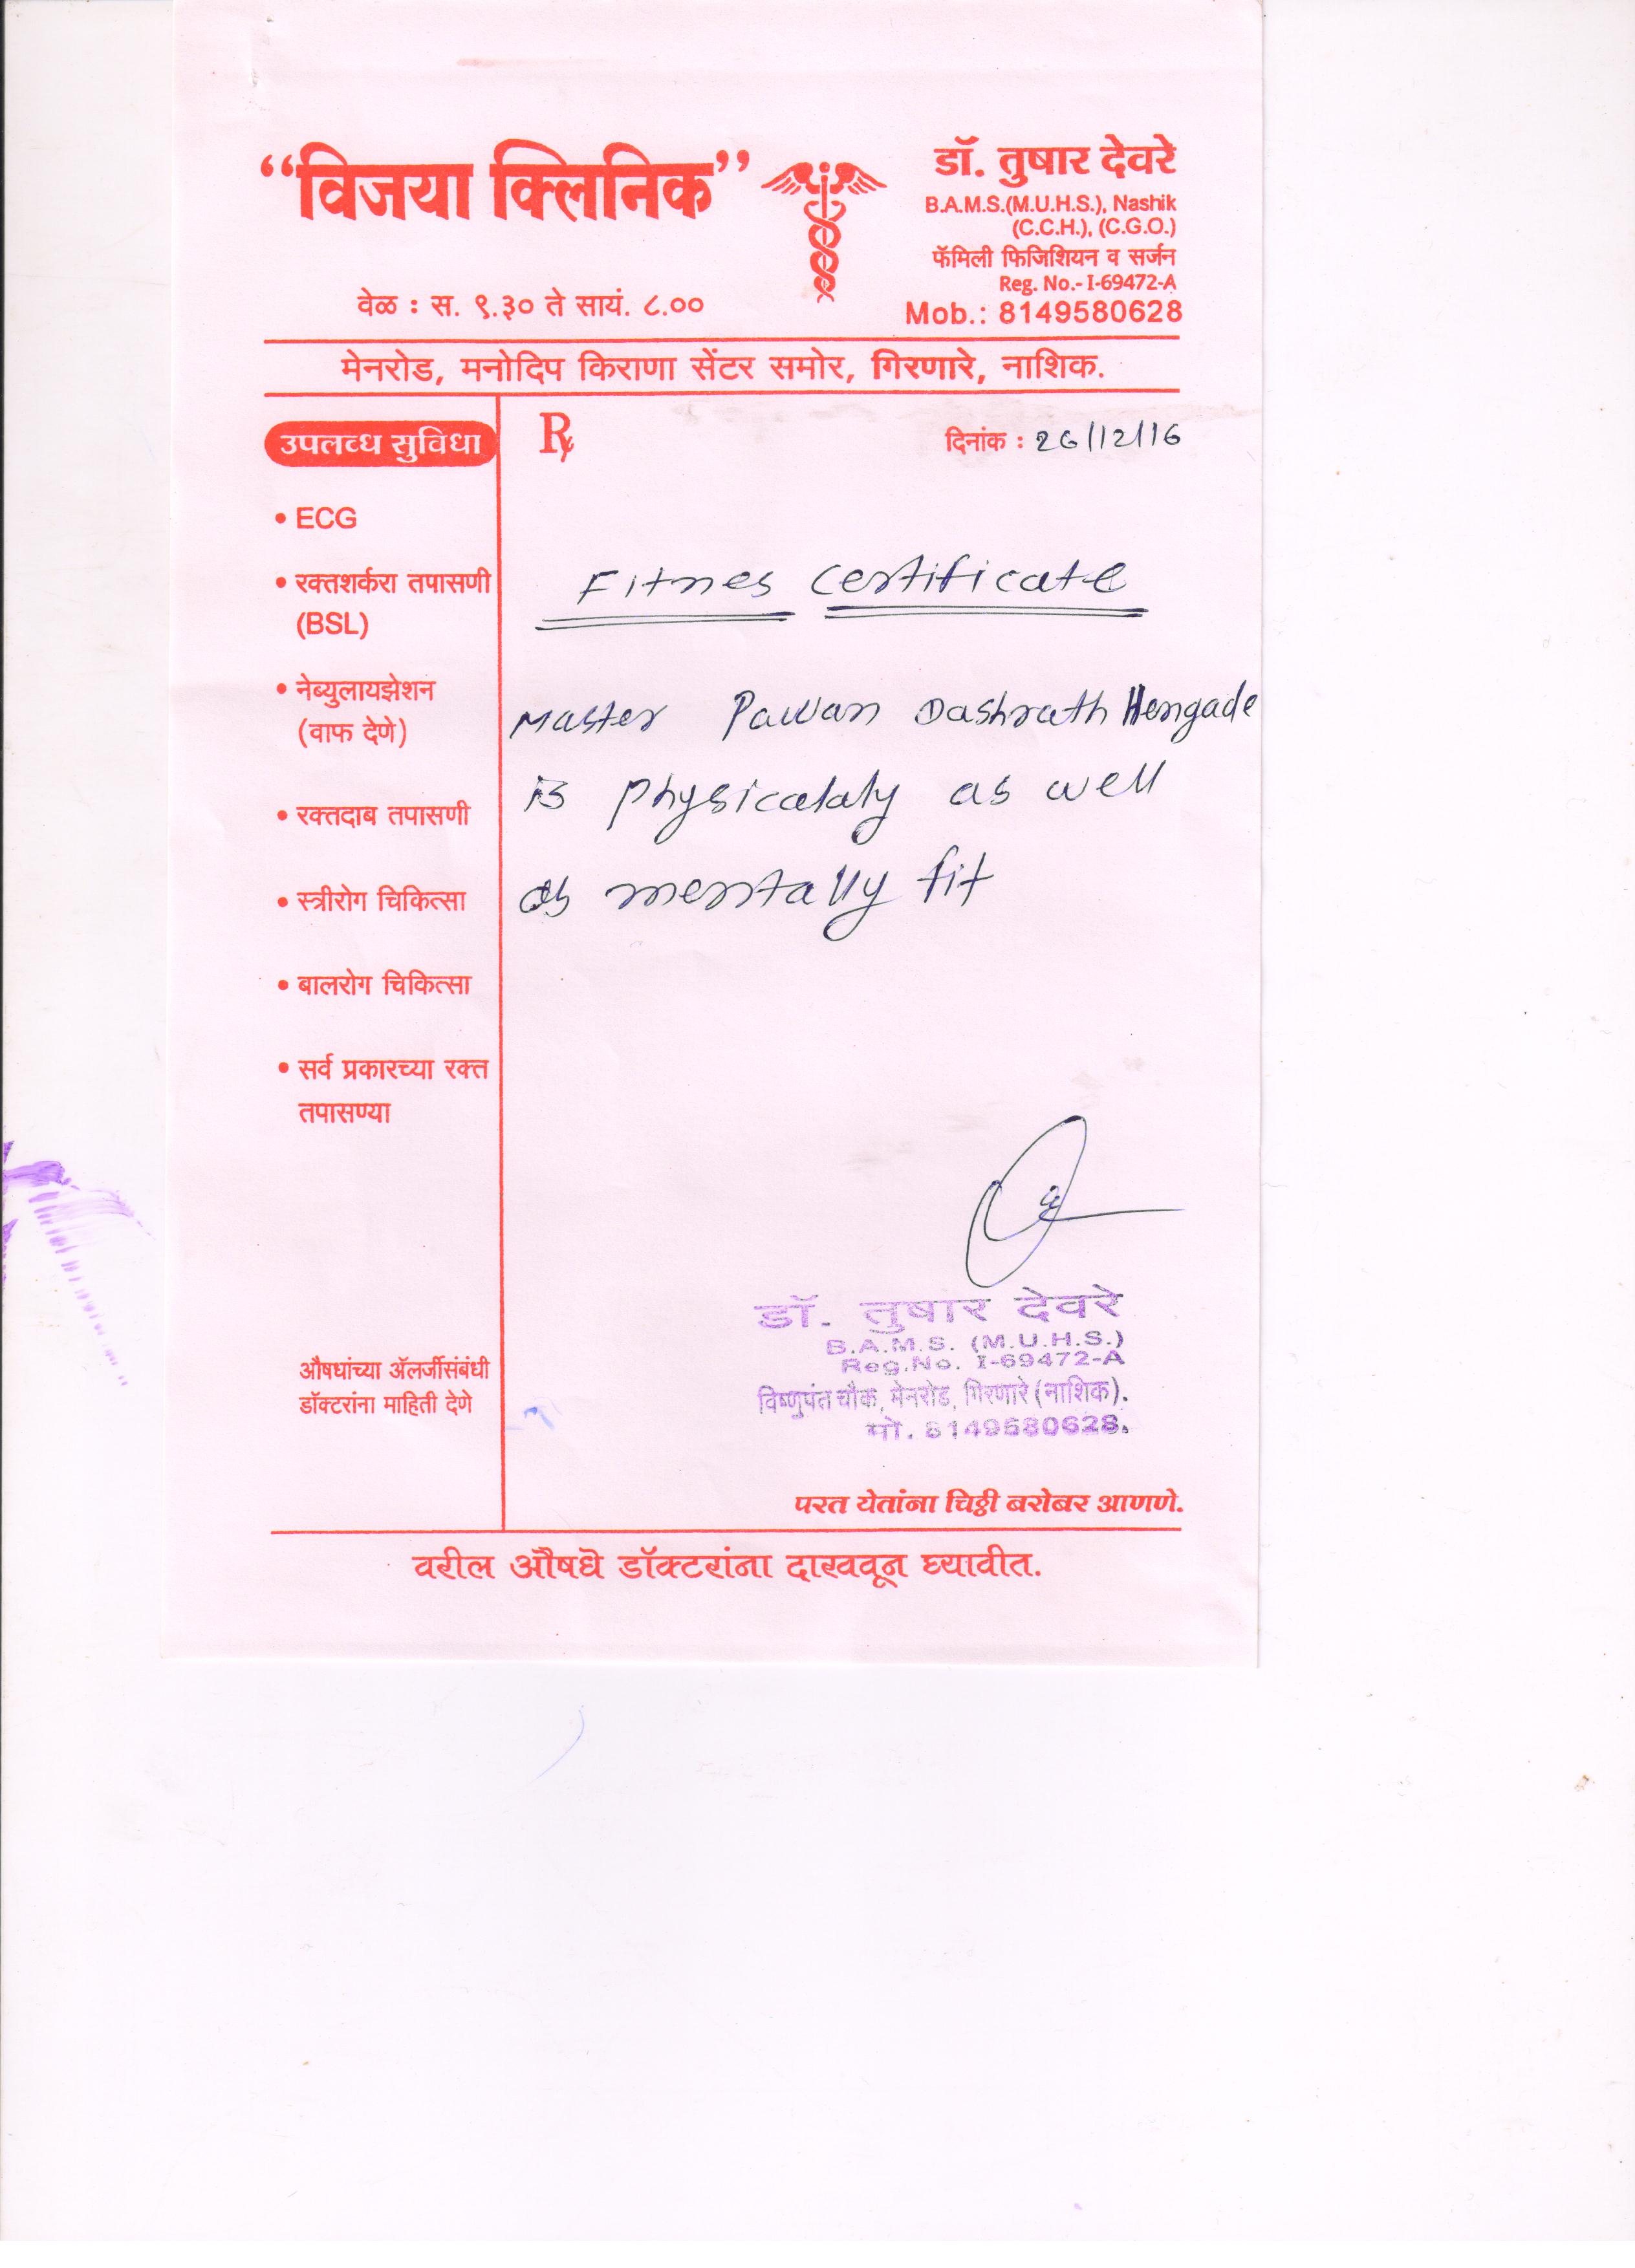 “विजया क्लिनिक”
डॉ. तुषार देवरे
B.A.M.S.(M.U.H.S.), Nashik
(C.C.H.), (C.G.O.)
फॅमिली फिजिशियन व सर्जन
Reg. No.- I-69472-A
Mob.: 8149580628
वेळ : स. ९.३० ते सायं. ८.००
मेनरोड, मनोदिप किराणा सेंटर समोर, गिरणारे, नाशिक.
उपलब्ध सुविधा
• ECG
• रक्तशर्करा तपासणी
(BSL)
• नेब्युलायझेशन
(वाफ देणे)
• रक्तदाब तपासणी
• स्त्रीरोग चिकित्सा
• बालरोग चिकित्सा
• सर्व प्रकारच्या रक्त
तपासण्या
औषधांच्या ॲलर्जीसंबंधी
डॉक्टरांना माहिती देणे
℞
दिनांक : 26/12/16
Fitnes Certificate
Master Pawan Dashrath Hengade
is physicalaly as well
as mentally fit
डॉ. तुषार देवरे
B.A.M.S. (M.U.H.S.)
Reg.No. I-69472-A
विष्णुपंत चौक, मेनरोड, गिरणारे (नाशिक).
मो. 8149580628.
परत येतांना चिठ्ठी बरोबर आणणे.
वरील औषधे डॉक्टरांना दाखवून घ्यावीत.